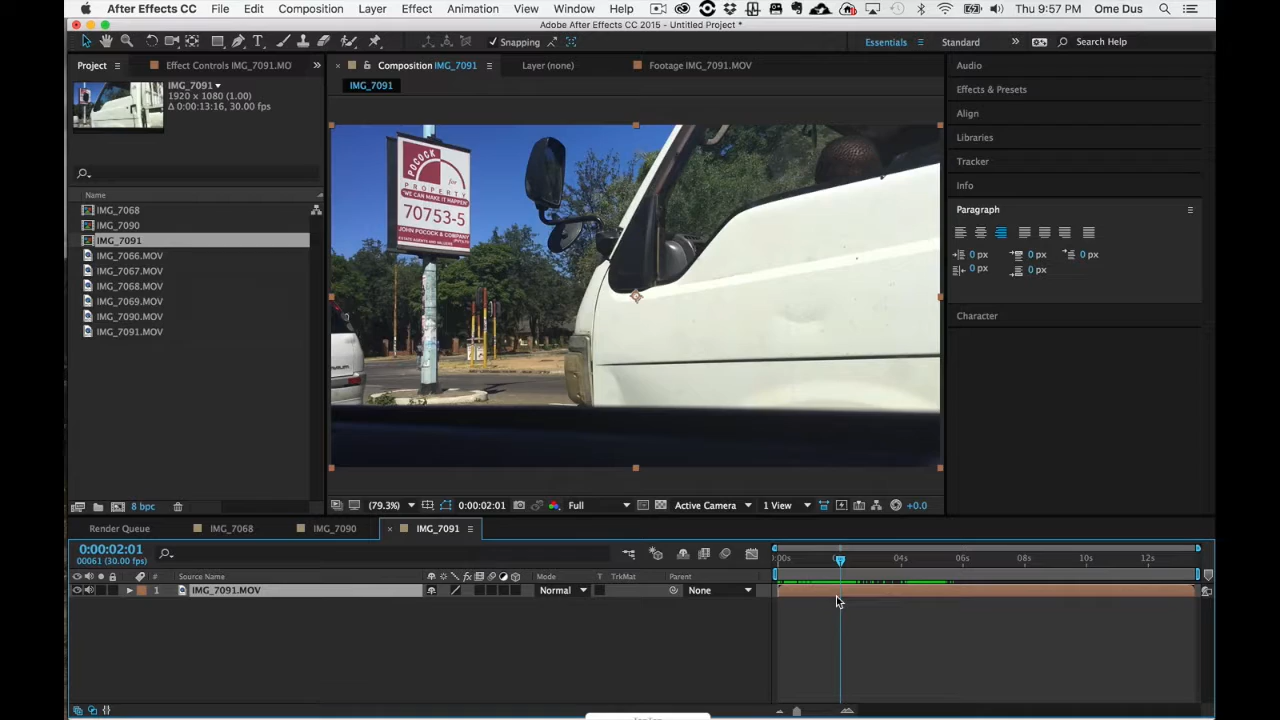 After Effects CC File Edit Composition Layer Effect Animation View Window Help Thu 9:57 PM Ome Dus
Adobe After Effects CC 2015 - Untitled Project *
Snapping Essentials Standard Search Help
Project Effect Controls IMG_7091.MO Composition IMG_7091 Layer (none) Footage IMG_7091.MOV Audio
IMG_7091
IMG_7091
1920 x 1080 (1.00)
Δ 0:00:13:16, 30.00 fps
Effects & Presets
Align
Libraries
Tracker
Info
Paragraph
0 px 0 px 0 px
0 px 0 px
Character
Name
IMG_7068
IMG_7090
IMG_7091
IMG_7066.MOV
IMG_7067.MOV
IMG_7068.MOV
IMG_7069.MOV
IMG_7090.MOV
IMG_7091.MOV
POCOCK
for
PROPERTY
"WE CAN MAKE IT HAPPEN"
70753-5
JOHN POCOCK & COMPANY
8 bpc
(79.3%) 0:00:02:01 Full Active Camera 1 View +0.0
Render Queue IMG_7068 IMG_7090 IMG_7091
0:00:02:01
00061 (30.00 fps)
:00s 04s 06s 08s 10s 12s
# Source Name Mode T TrkMat Parent
1 IMG_7091.MOV Normal None